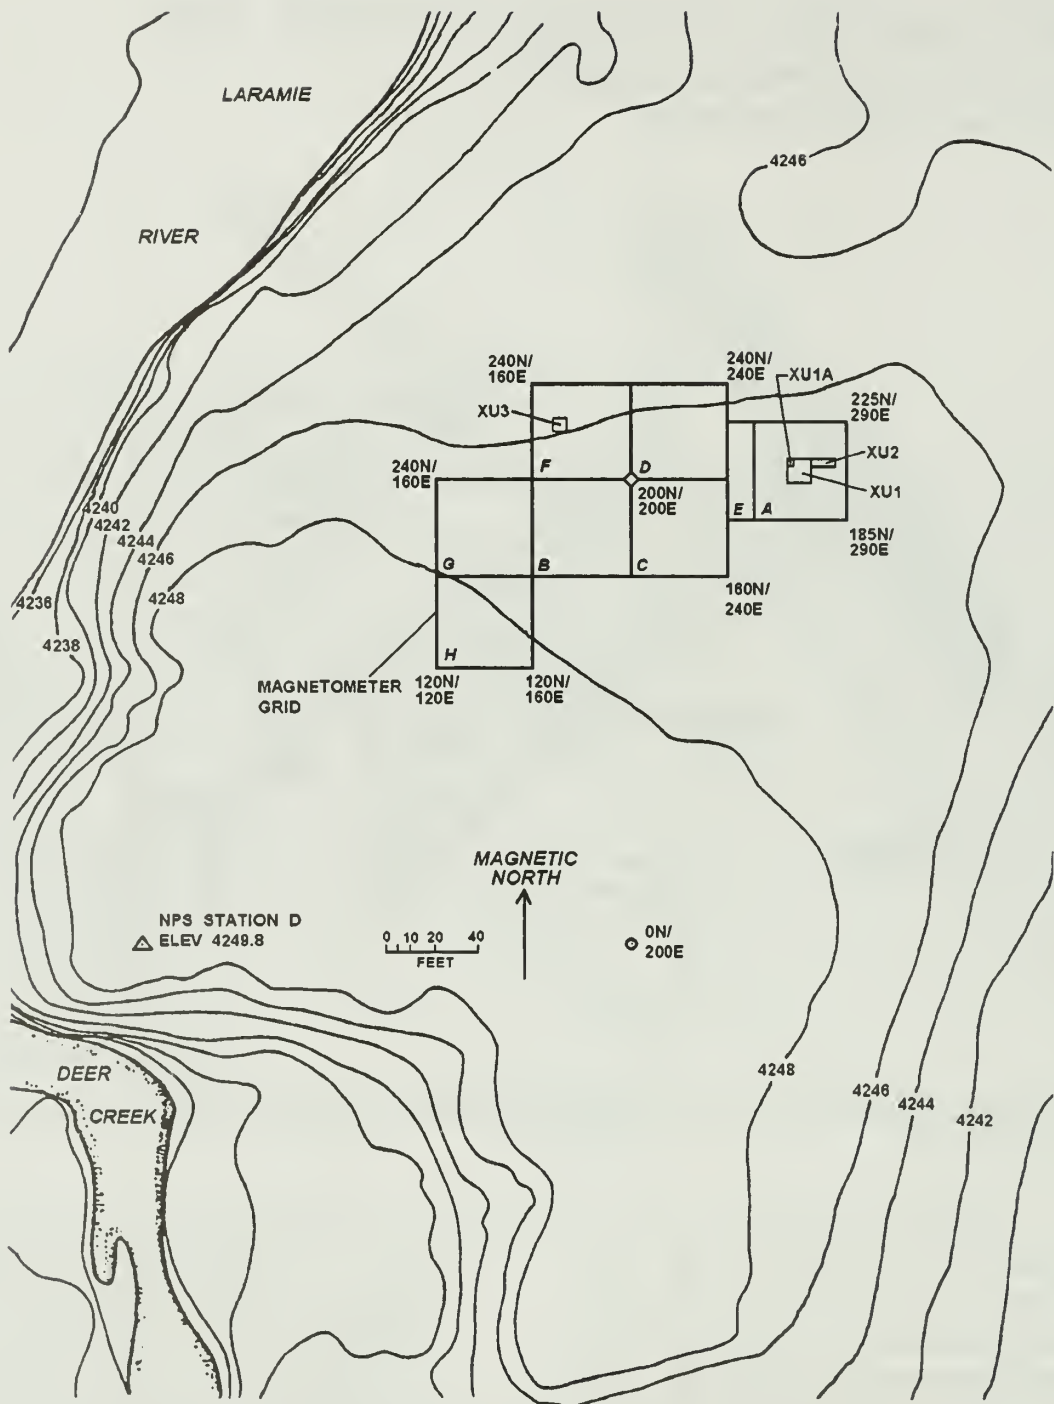 LARAMIE
4246
RIVER
240N/
160E
240N/
240E
XU1A
225N/
290E
XU3
XU2
240N/
160E
F
D
XU1
200N/
200E
E
A
4240
4242
4244
4246
185N/
290E
4248
4236
G
B
C
160N/
240E
4238
H
MAGNETOMETER
GRID
120N/
120E
120N/
160E
MAGNETIC
NORTH
NPS STATION D
ELEV 4249.8
0 10 20 40
FEET
0N/
200E
DEER
CREEK
4248
4246
4244
4242